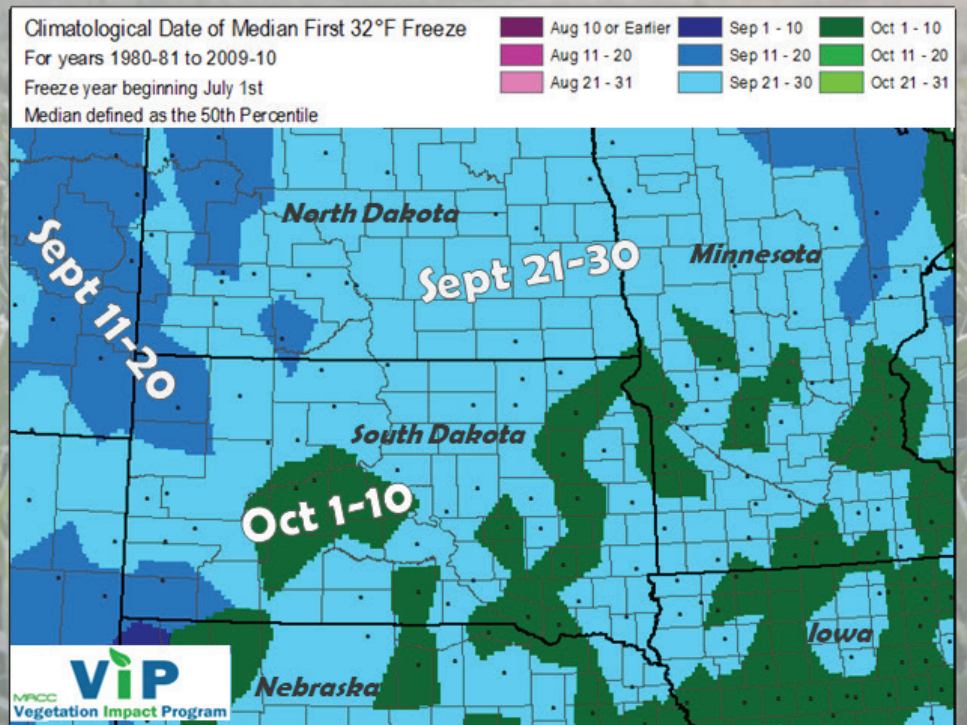 Climatological Date of Median First 32°F Freeze
For years 1980-81 to 2009-10
Freeze year beginning July 1st
Median defined as the 50th Percentile
Aug 10 or Earlier
Aug 11 - 20
Aug 21 - 31
Sep 1 - 10
Sep 11 - 20
Sep 21 - 30
Oct 1 - 10
Oct 11 - 20
Oct 21 - 31
North Dakota
Minnesota
Sept 21-30
Sept 11-20
South Dakota
Oct 1-10
Iowa
Nebraska
MRCC ViP
Vegetation Impact Program